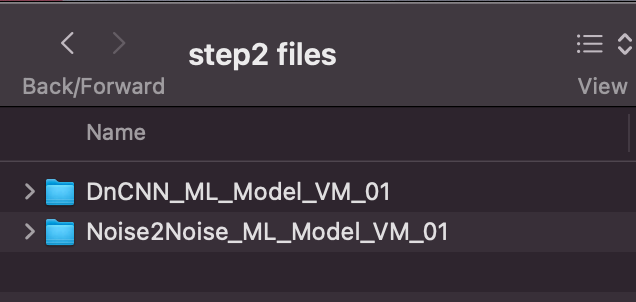 step2 files
Back/Forward
View
Name
DnCNN_ML_Model_VM_01
Noise2Noise_ML_Model_VM_01